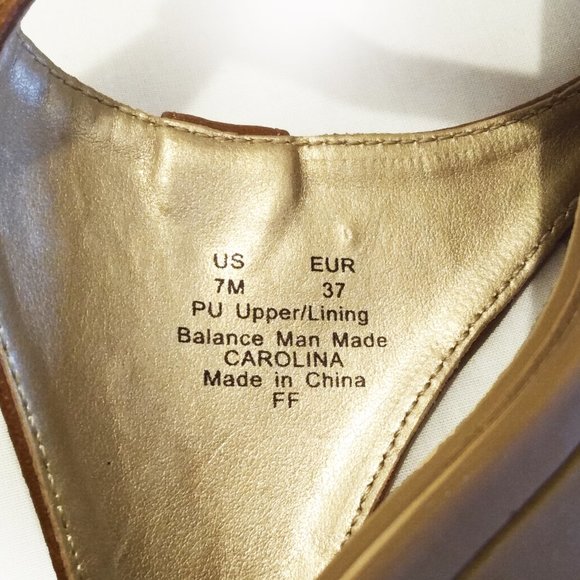 US EUR
7M 37
PU Upper/Lining
Balance Man Made
CAROLINA
Made in China
FF